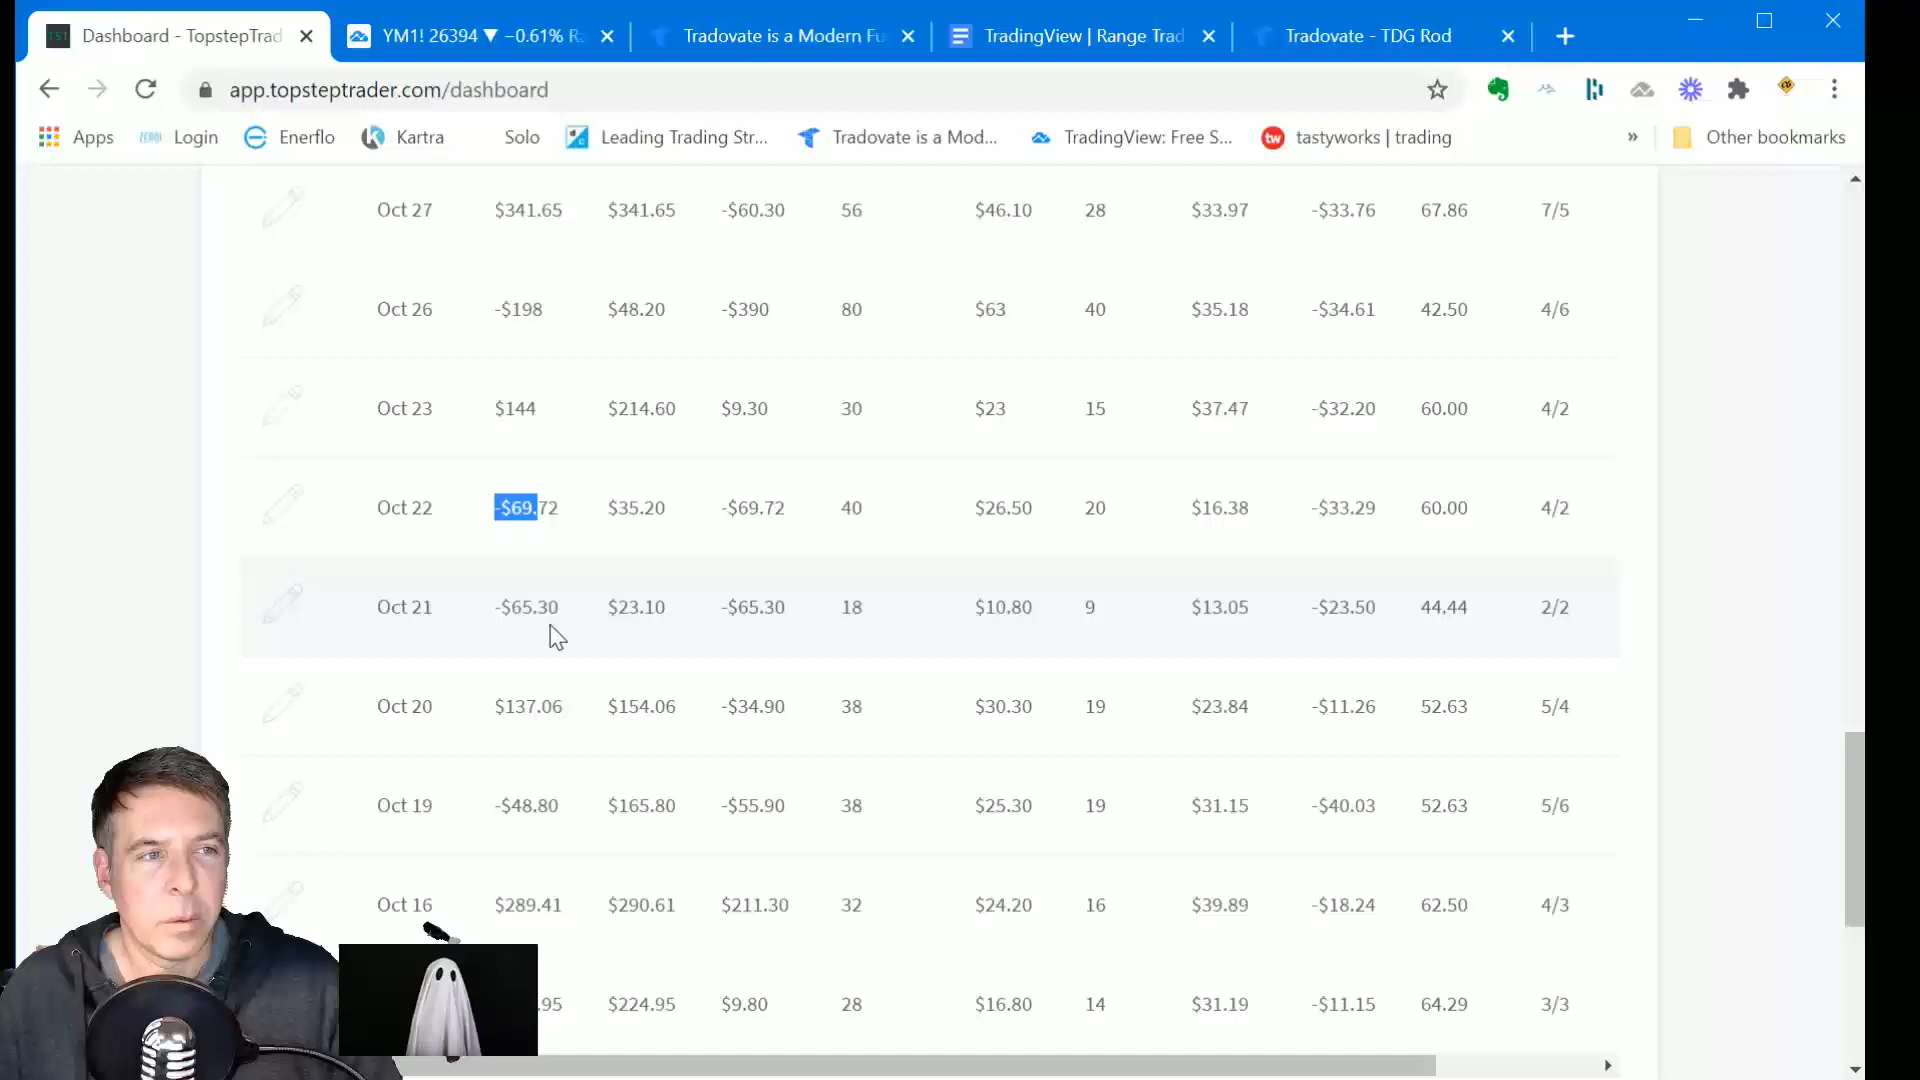 TST Dashboard - TopstepTrad
YM1! 26394 ▼ −0.61% Ra
Tradovate is a Modern Fu
TradingView | Range Trad
Tradovate - TDG Rod
app.topsteptrader.com/dashboard
Apps
ZERO! Login
Enerflo
Kartra
Solo
Leading Trading Str...
Tradovate is a Mod...
TradingView: Free S...
tw tastyworks | trading
»
Other bookmarks
Oct 27 $341.65 $341.65 -$60.30 56 $46.10 28 $33.97 -$33.76 67.86 7/5
Oct 26 -$198 $48.20 -$390 80 $63 40 $35.18 -$34.61 42.50 4/6
Oct 23 $144 $214.60 $9.30 30 $23 15 $37.47 -$32.20 60.00 4/2
Oct 22 -$69.72 $35.20 -$69.72 40 $26.50 20 $16.38 -$33.29 60.00 4/2
Oct 21 -$65.30 $23.10 -$65.30 18 $10.80 9 $13.05 -$23.50 44.44 2/2
Oct 20 $137.06 $154.06 -$34.90 38 $30.30 19 $23.84 -$11.26 52.63 5/4
Oct 19 -$48.80 $165.80 -$55.90 38 $25.30 19 $31.15 -$40.03 52.63 5/6
Oct 16 $289.41 $290.61 $211.30 32 $24.20 16 $39.89 -$18.24 62.50 4/3
.95 $224.95 $9.80 28 $16.80 14 $31.19 -$11.15 64.29 3/3